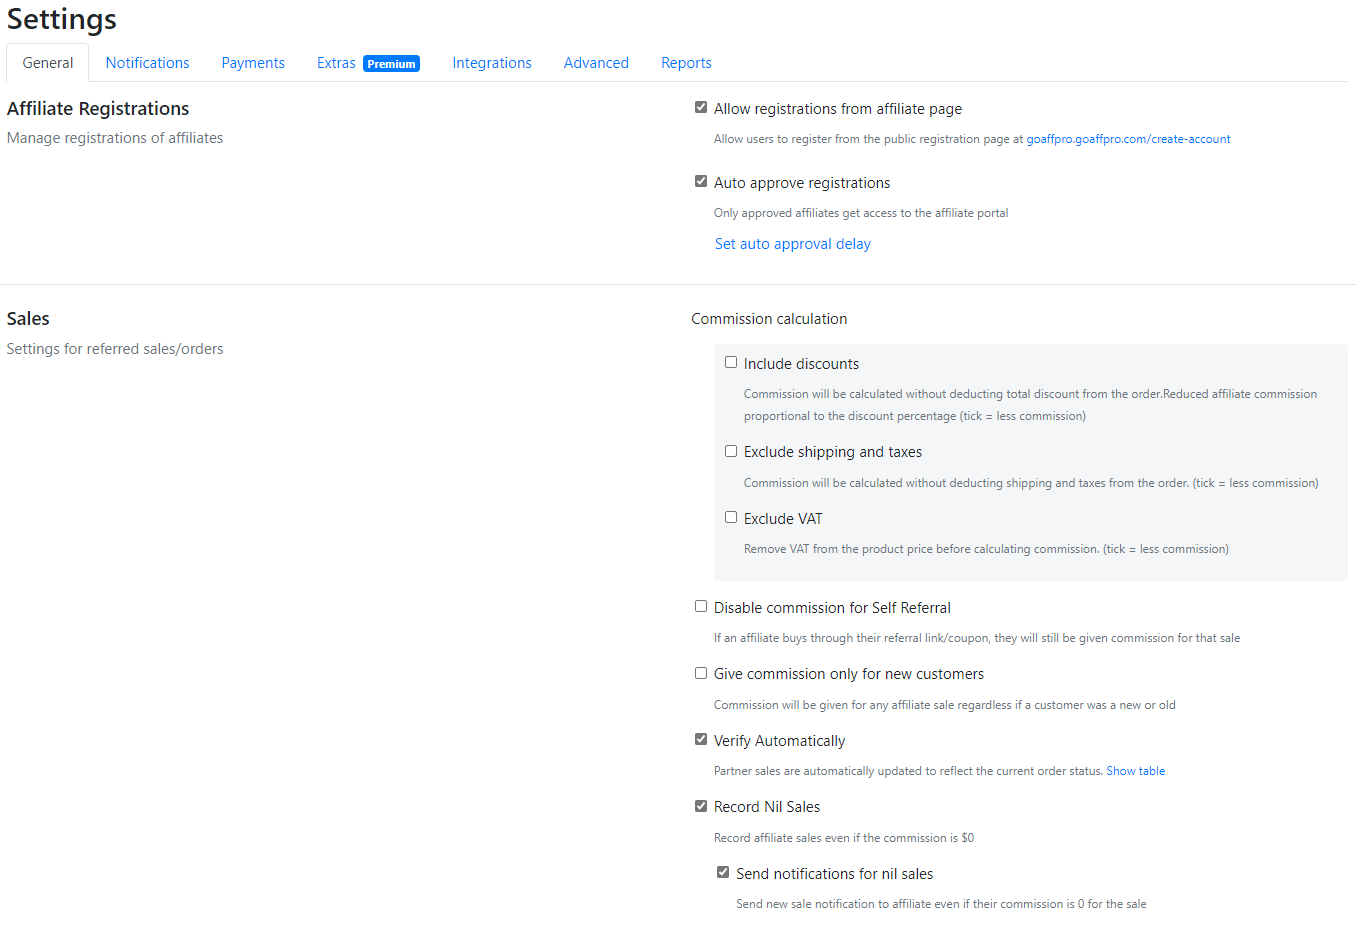 Settings
General Notifications Payments Extras Premium Integrations Advanced Reports
Affiliate Registrations
Manage registrations of affiliates
Allow registrations from affiliate page
Allow users to register from the public registration page at goaffpro.goaffpro.com/create-account
Auto approve registrations
Only approved affiliates get access to the affiliate portal
Set auto approval delay
Sales
Settings for referred sales/orders
Commission calculation
Include discounts
Commission will be calculated without deducting total discount from the order.Reduced affiliate commission
proportional to the discount percentage (tick = less commission)
Exclude shipping and taxes
Commission will be calculated without deducting shipping and taxes from the order. (tick = less commission)
Exclude VAT
Remove VAT from the product price before calculating commission. (tick = less commission)
Disable commission for Self Referral
If an affiliate buys through their referral link/coupon, they will still be given commission for that sale
Give commission only for new customers
Commission will be given for any affiliate sale regardless if a customer was a new or old
Verify Automatically
Partner sales are automatically updated to reflect the current order status. Show table
Record Nil Sales
Record affiliate sales even if the commission is $0
Send notifications for nil sales
Send new sale notification to affiliate even if their commission is 0 for the sale